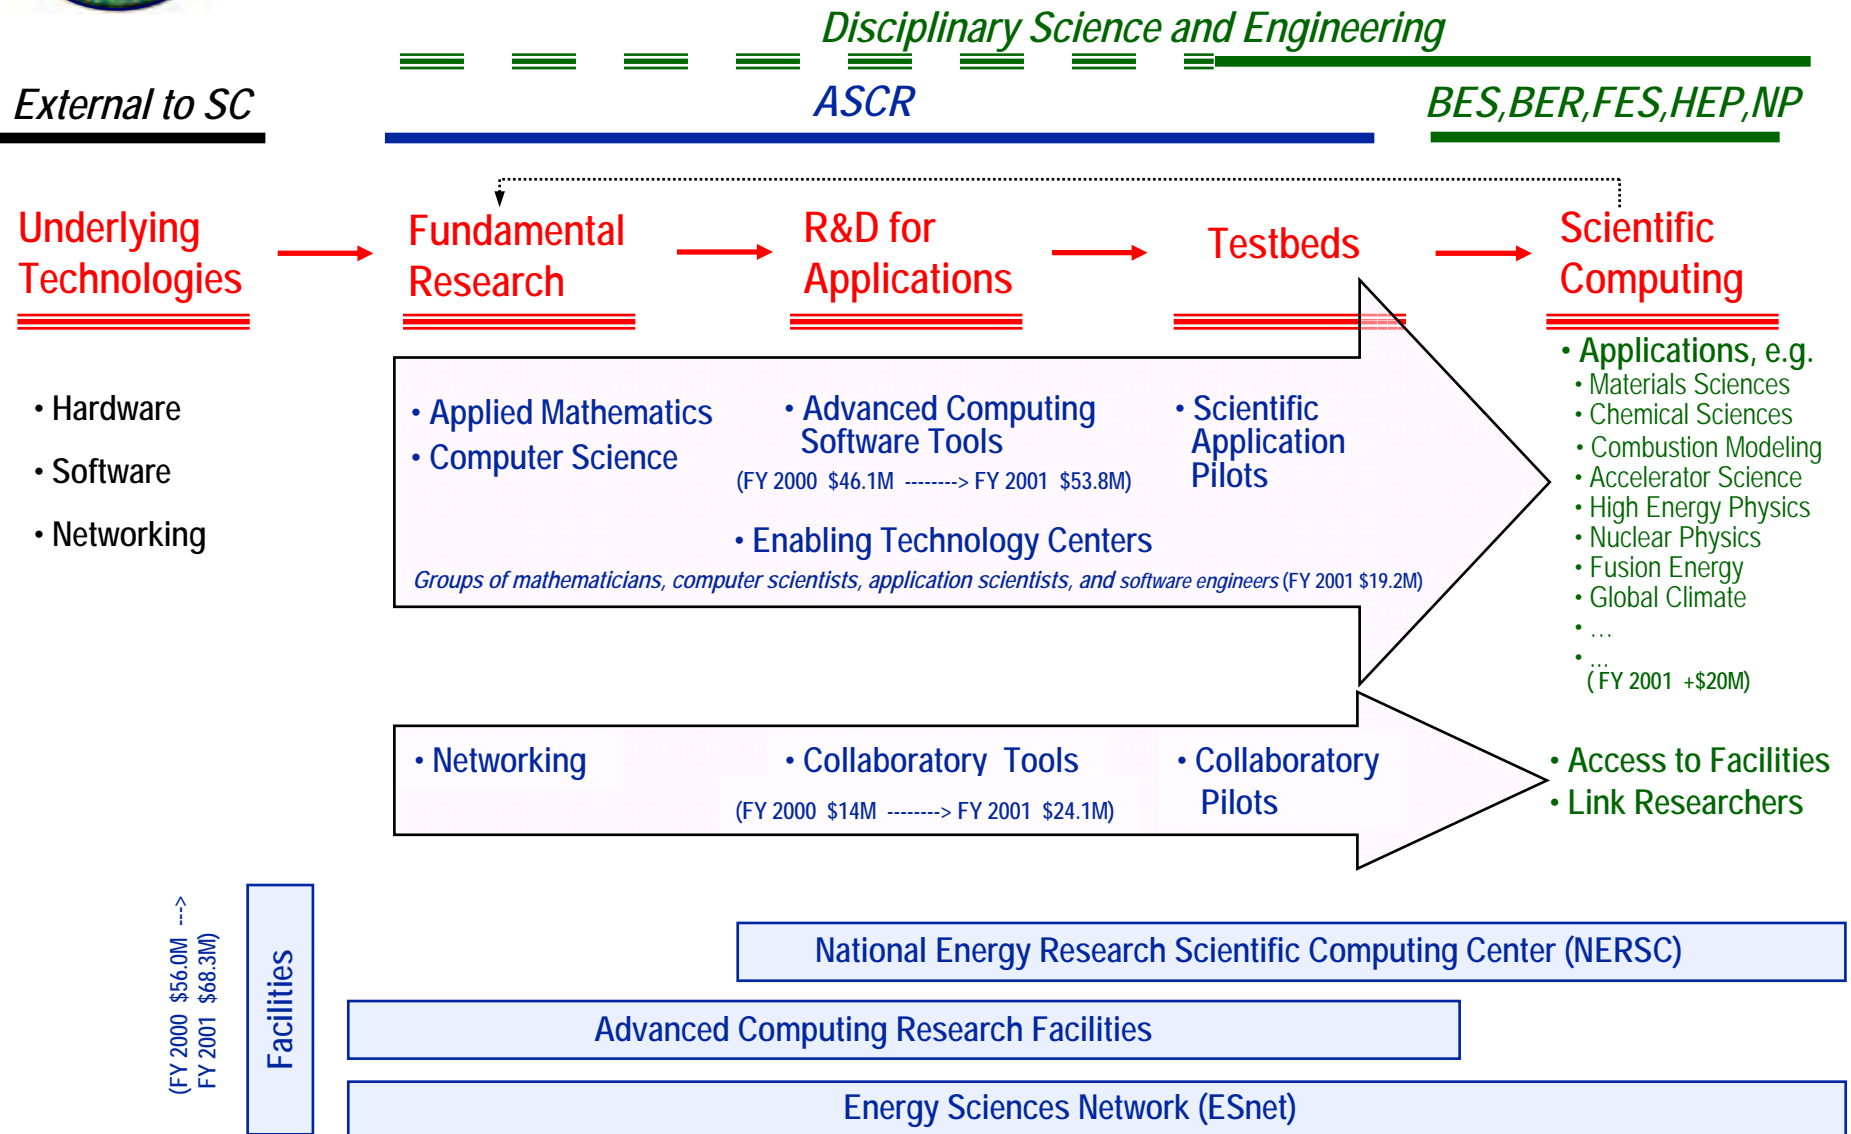 Disciplinary Science and Engineering
External to SC
ASCR
BES,BER,FES,HEP,NP
Underlying
Technologies
Fundamental
Research
R&D for
Applications
Testbeds
Scientific
Computing
• Hardware
• Software
• Networking
• Applied Mathematics
• Computer Science
• Advanced Computing
Software Tools
(FY 2000 $46.1M --------> FY 2001 $53.8M)
• Scientific
Application
Pilots
• Enabling Technology Centers
Groups of mathematicians, computer scientists, application scientists, and software engineers (FY 2001 $19.2M)
• Applications, e.g.
• Materials Sciences
• Chemical Sciences
• Combustion Modeling
• Accelerator Science
• High Energy Physics
• Nuclear Physics
• Fusion Energy
• Global Climate
• …
• ...
( FY 2001 +$20M)
• Networking
• Collaboratory Tools
(FY 2000 $14M --------> FY 2001 $24.1M)
• Collaboratory
Pilots
• Access to Facilities
• Link Researchers
(FY 2000 $56.0M --->
FY 2001 $68.3M)
Facilities
National Energy Research Scientific Computing Center (NERSC)
Advanced Computing Research Facilities
Energy Sciences Network (ESnet)